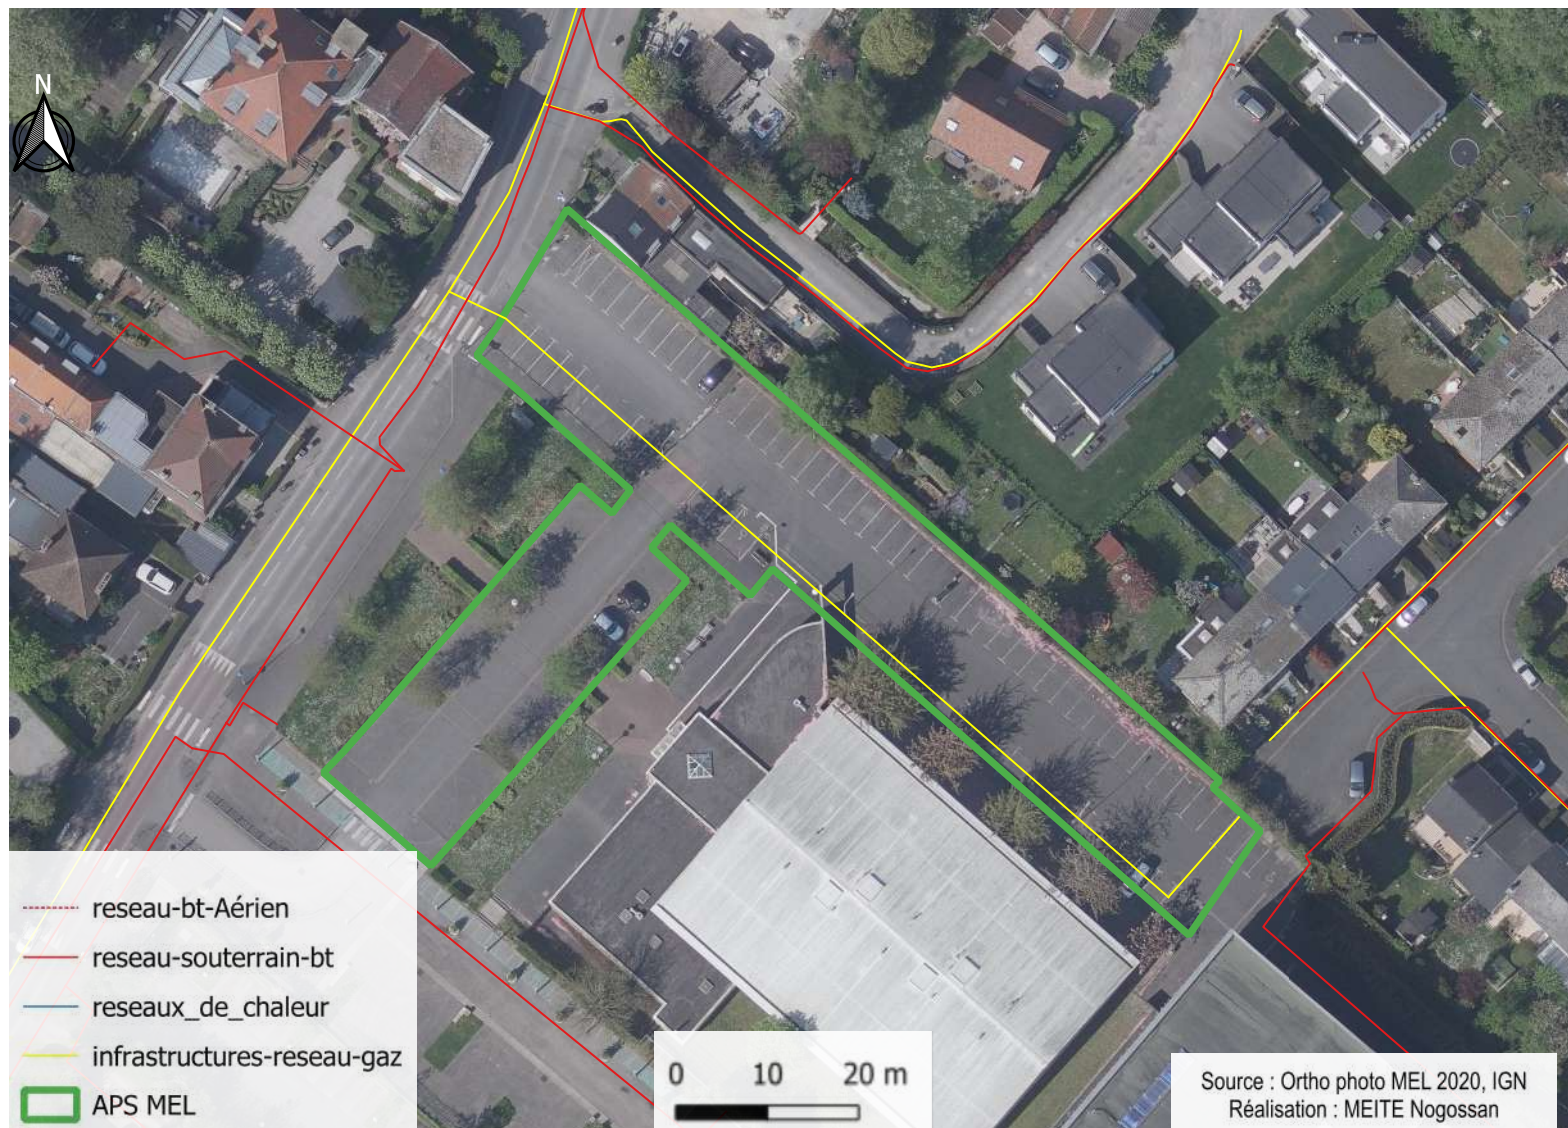 N
reseau-bt-Aérien
reseau-souterrain-bt
reseaux_de_chaleur
infrastructures-reseau-gaz
APS MEL
0 10 20 m
Source : Ortho photo MEL 2020, IGN
Réalisation : MEITE Nogossan